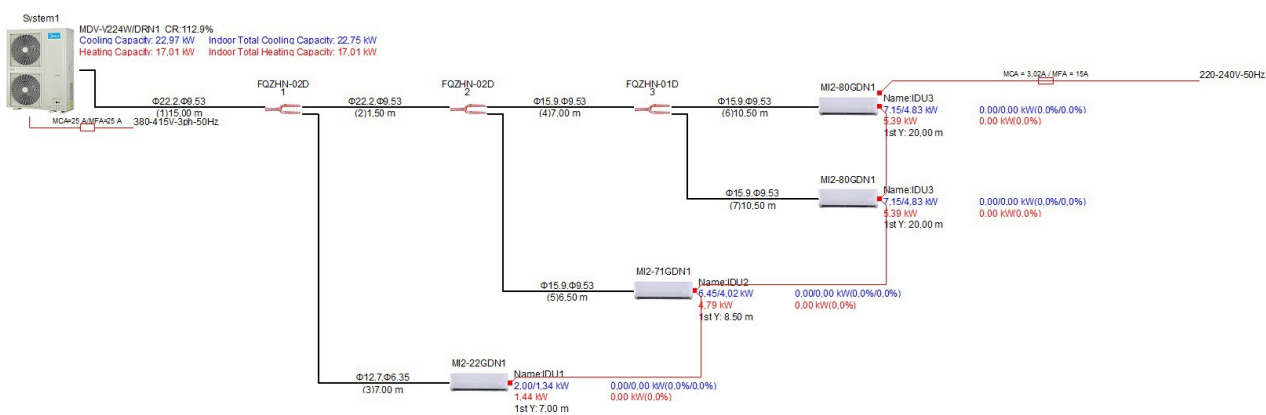 System1
MDV-V224W/DRN1 CR:112.9%
Cooling Capacity: 22,97 kW Indoor Total Cooling Capacity: 22,75 kW
Heating Capacity: 17,01 kW Indoor Total Heating Capacity: 17,01 kW
MCA=25 A/MFA=25 A
380-415V-3ph-50Hz
Φ22.2,Φ9.53
(1)15,00 m
FQZHN-02D
1
Φ22.2,Φ9.53
(2)1,50 m
FQZHN-02D
2
Φ15.9,Φ9.53
(4)7,00 m
FQZHN-01D
3
Φ15.9,Φ9.53
(6)10,50 m
MI2-80GDN1
Name:IDU3
7,15/4,83 kW 0,00/0,00 kW(0,0%/0,0%)
5,39 kW 0,00 kW(0,0%)
1st Y: 20,00 m
MCA = 3,02A / MFA = 15A
220-240V-50Hz
Φ15.9,Φ9.53
(7)10,50 m
MI2-80GDN1
Name:IDU3
7,15/4,83 kW 0,00/0,00 kW(0,0%/0,0%)
5,39 kW 0,00 kW(0,0%)
1st Y: 20,00 m
Φ15.9,Φ9.53
(5)6,50 m
MI2-71GDN1
Name:IDU2
6,45/4,02 kW 0,00/0,00 kW(0,0%/0,0%)
4,79 kW 0,00 kW(0,0%)
1st Y: 8,50 m
Φ12.7,Φ6.35
(3)7,00 m
MI2-22GDN1
Name:IDU1
2,00/1,34 kW 0,00/0,00 kW(0,0%/0,0%)
1,44 kW 0,00 kW(0,0%)
1st Y: 7,00 m